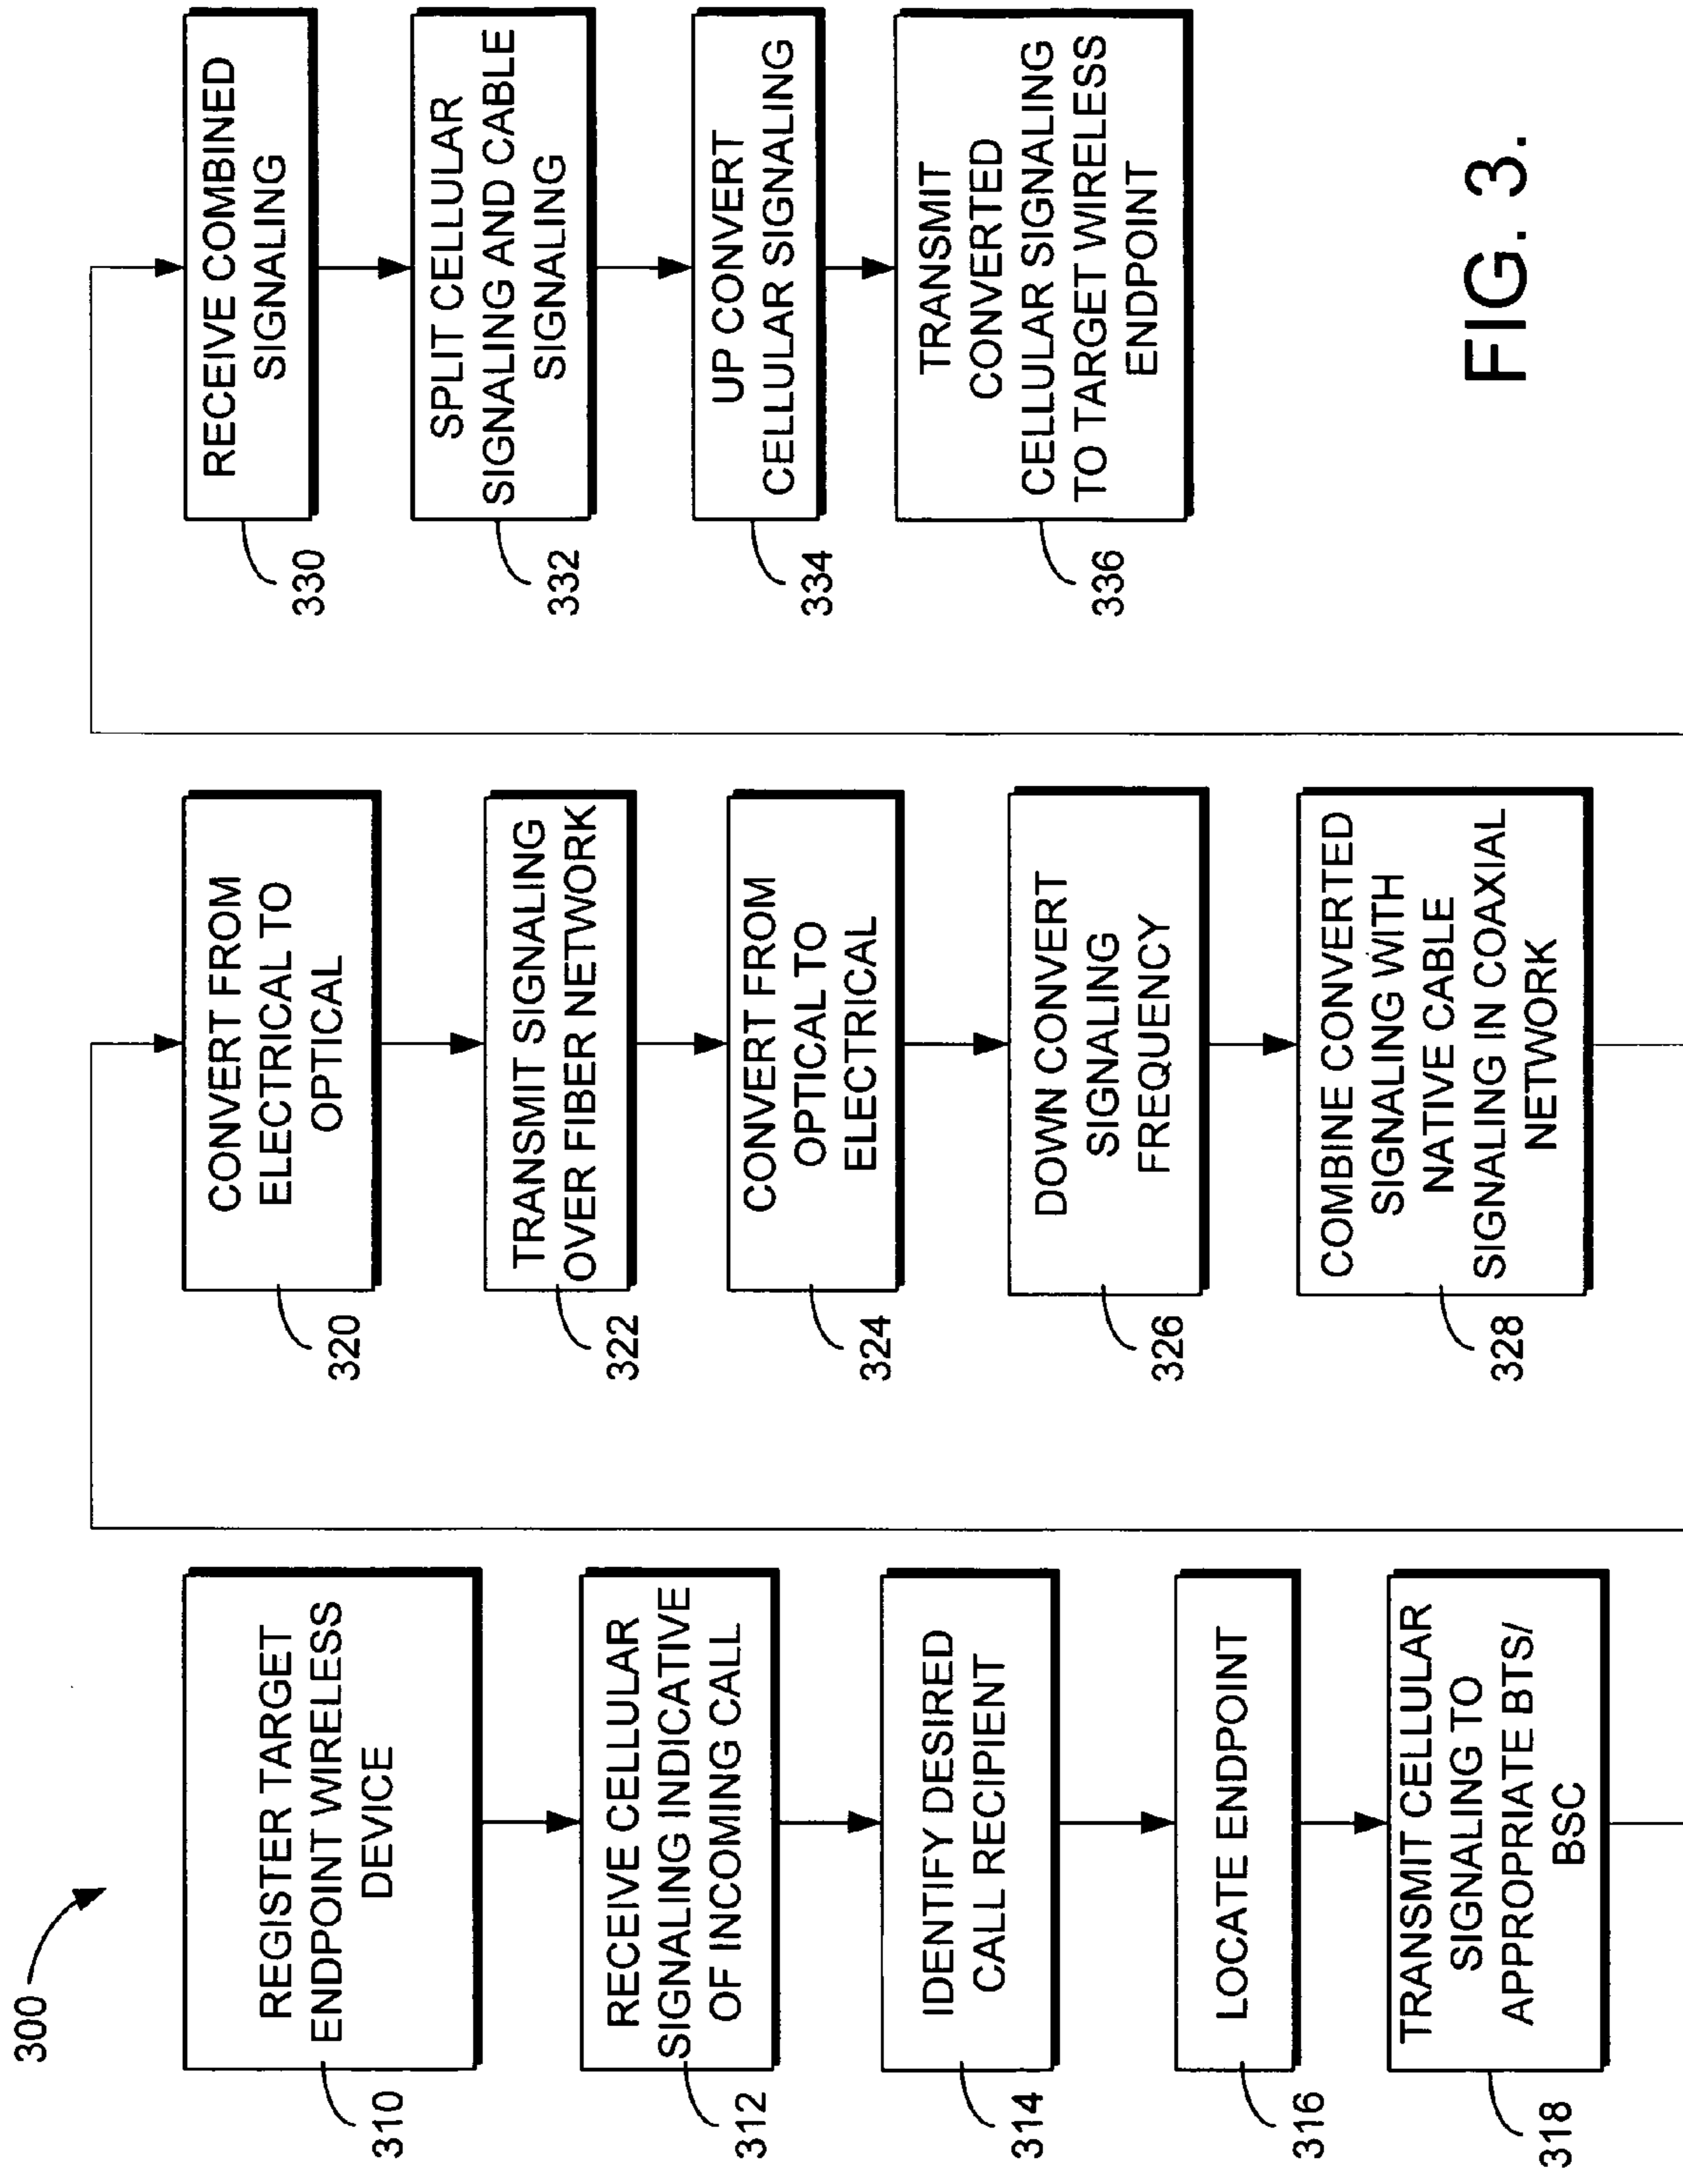 300
REGISTER TARGET
ENDPOINT WIRELESS
DEVICE
310
RECEIVE CELLULAR
SIGNALING INDICATIVE
OF INCOMING CALL
312
IDENTIFY DESIRED
CALL RECIPIENT
314
LOCATE ENDPOINT
316
TRANSMIT CELLULAR
SIGNALING TO
APPROPRIATE BTS/
BSC
318
CONVERT FROM
ELECTRICAL TO
OPTICAL
320
TRANSMIT SIGNALING
OVER FIBER NETWORK
322
CONVERT FROM
OPTICAL TO
ELECTRICAL
324
DOWN CONVERT
SIGNALING
FREQUENCY
326
COMBINE CONVERTED
SIGNALING WITH
NATIVE CABLE
SIGNALING IN COAXIAL
NETWORK
328
RECEIVE COMBINED
SIGNALING
330
SPLIT CELLULAR
SIGNALING AND CABLE
SIGNALING
332
UP CONVERT
CELLULAR SIGNALING
334
TRANSMIT
CONVERTED
CELLULAR SIGNALING
TO TARGET WIRELESS
ENDPOINT
336
FIG. 3.